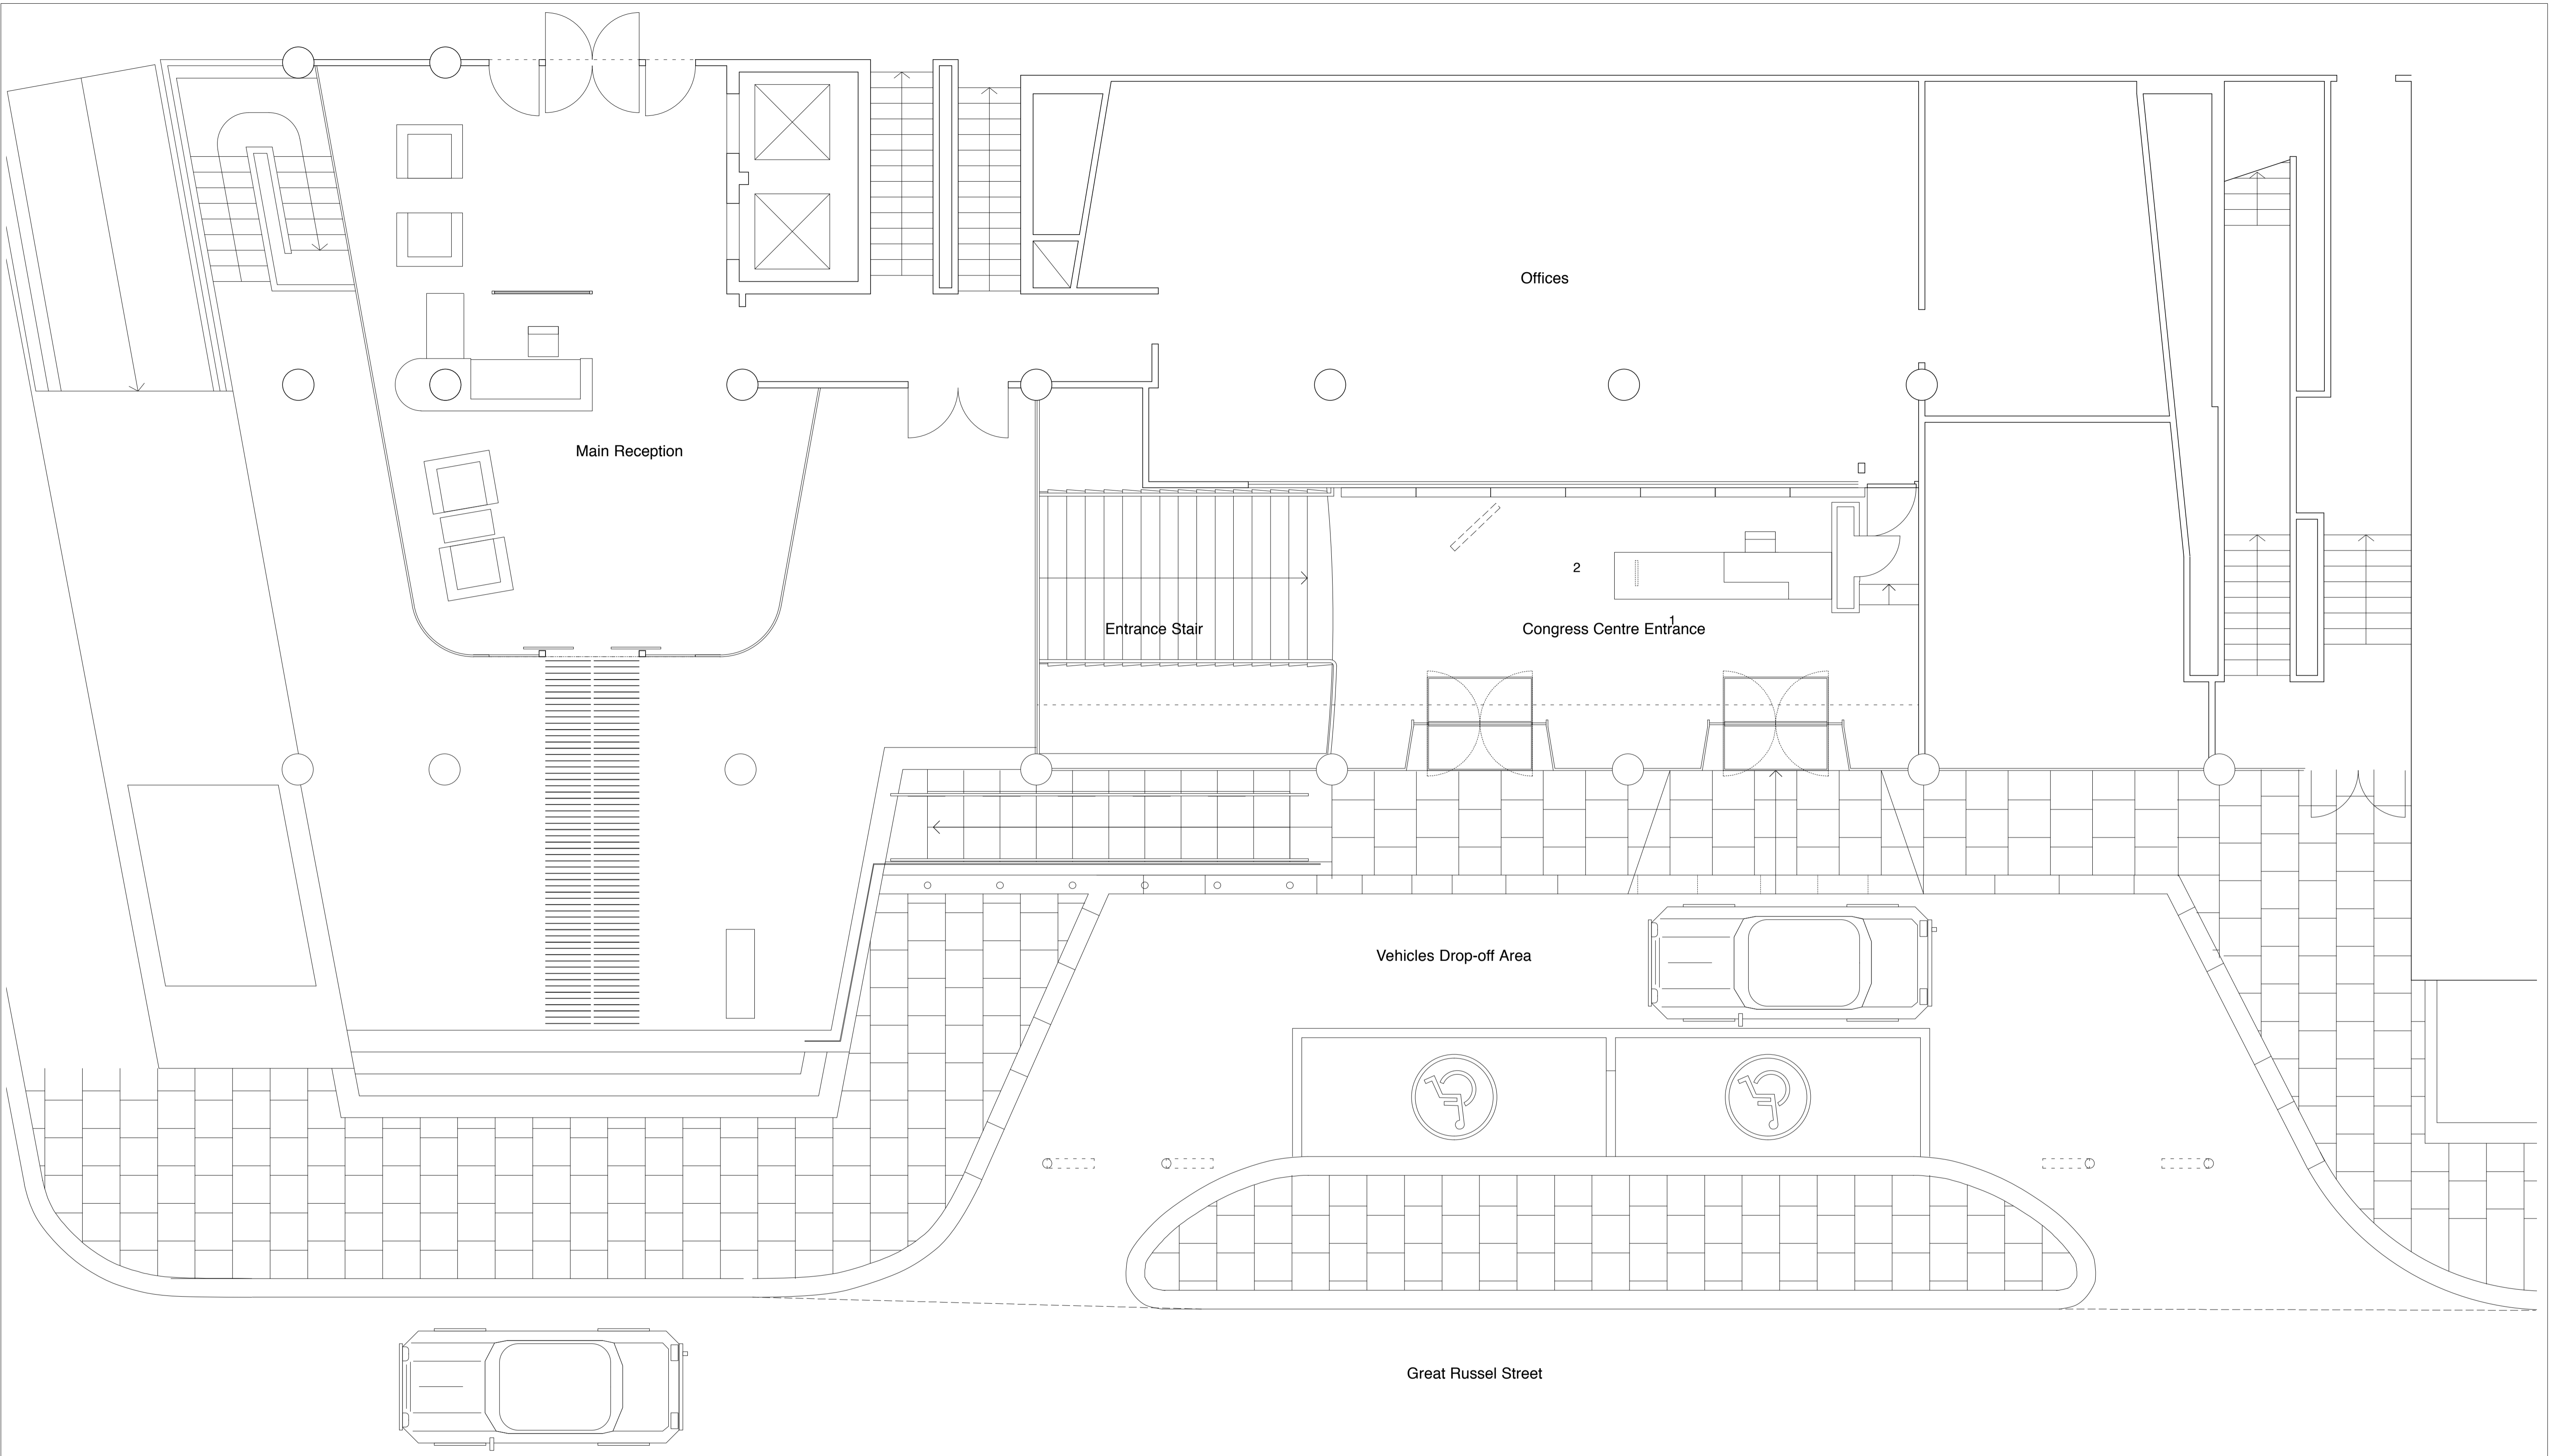 Offices
Main Reception
2
1
Entrance Stair
Congress Centre Entrance
Vehicles Drop-off Area
Great Russel Street